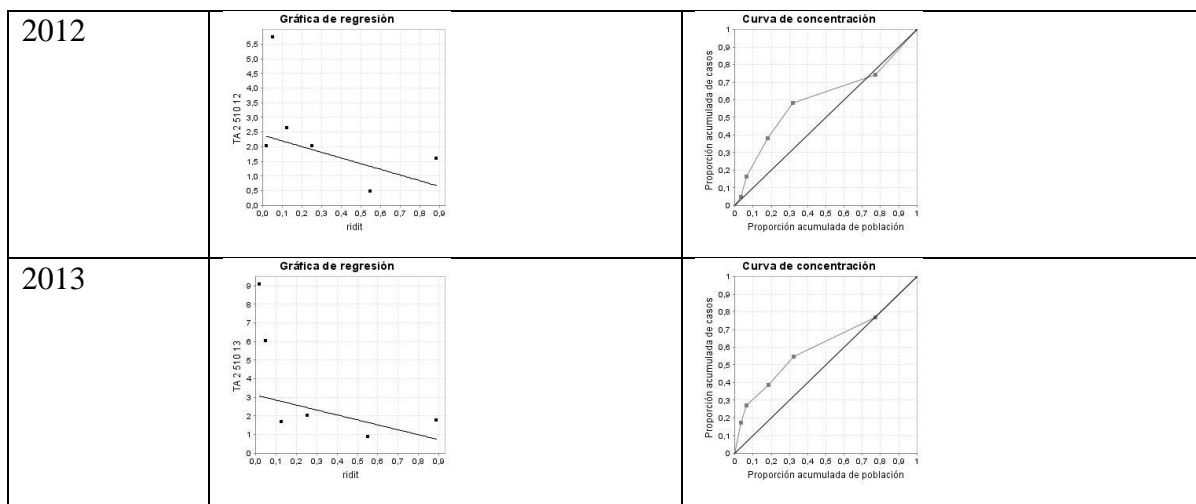 2012
Gráfica de regresión
TA 2 510 12
5,5
5,0
4,5
4,0
3,5
3,0
2,5
2,0
1,5
1,0
0,5
0,0
0,0 0,1 0,2 0,3 0,4 0,5 0,6 0,7 0,8 0,9
ridit
Curva de concentración
Proporción acumulada de casos
1
0,9
0,8
0,7
0,6
0,5
0,4
0,3
0,2
0,1
0
0 0,1 0,2 0,3 0,4 0,5 0,6 0,7 0,8 0,9 1
Proporción acumulada de población
2013
Gráfica de regresión
TA 2 510 13
9
8
7
6
5
4
3
2
1
0
0,0 0,1 0,2 0,3 0,4 0,5 0,6 0,7 0,8 0,9
ridit
Curva de concentración
Proporción acumulada de casos
1
0,9
0,8
0,7
0,6
0,5
0,4
0,3
0,2
0,1
0
0 0,1 0,2 0,3 0,4 0,5 0,6 0,7 0,8 0,9 1
Proporción acumulada de población